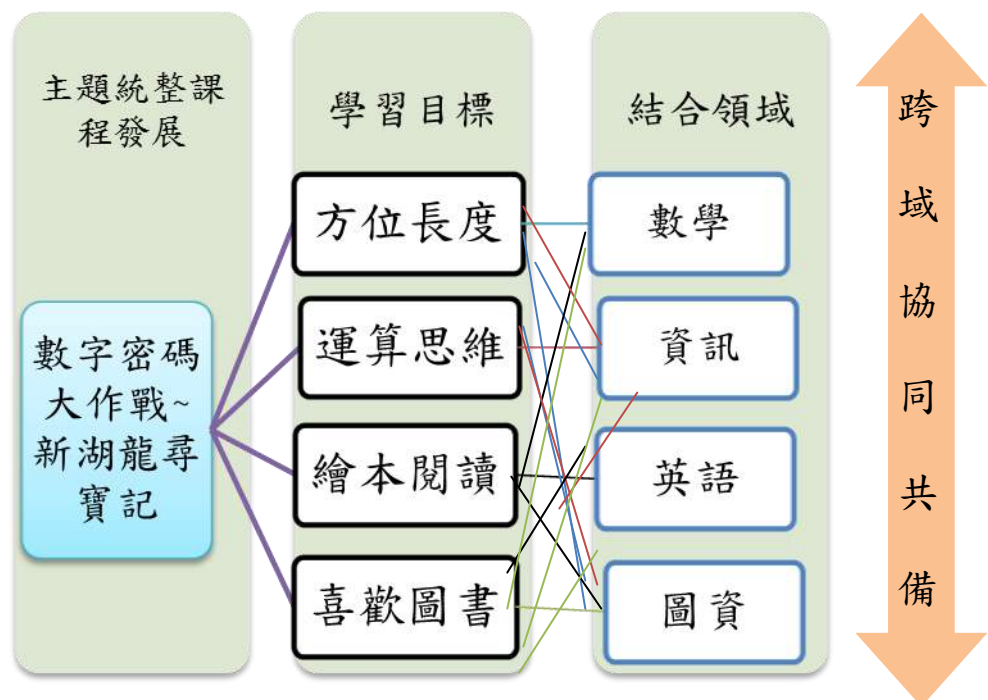 主題統整課
程發展
數字密碼
大作戰~
新湖龍尋
寶記
學習目標
方位長度
運算思維
繪本閱讀
喜歡圖書
結合領域
數學
資訊
英語
圖資
跨
域
協
同
共
備